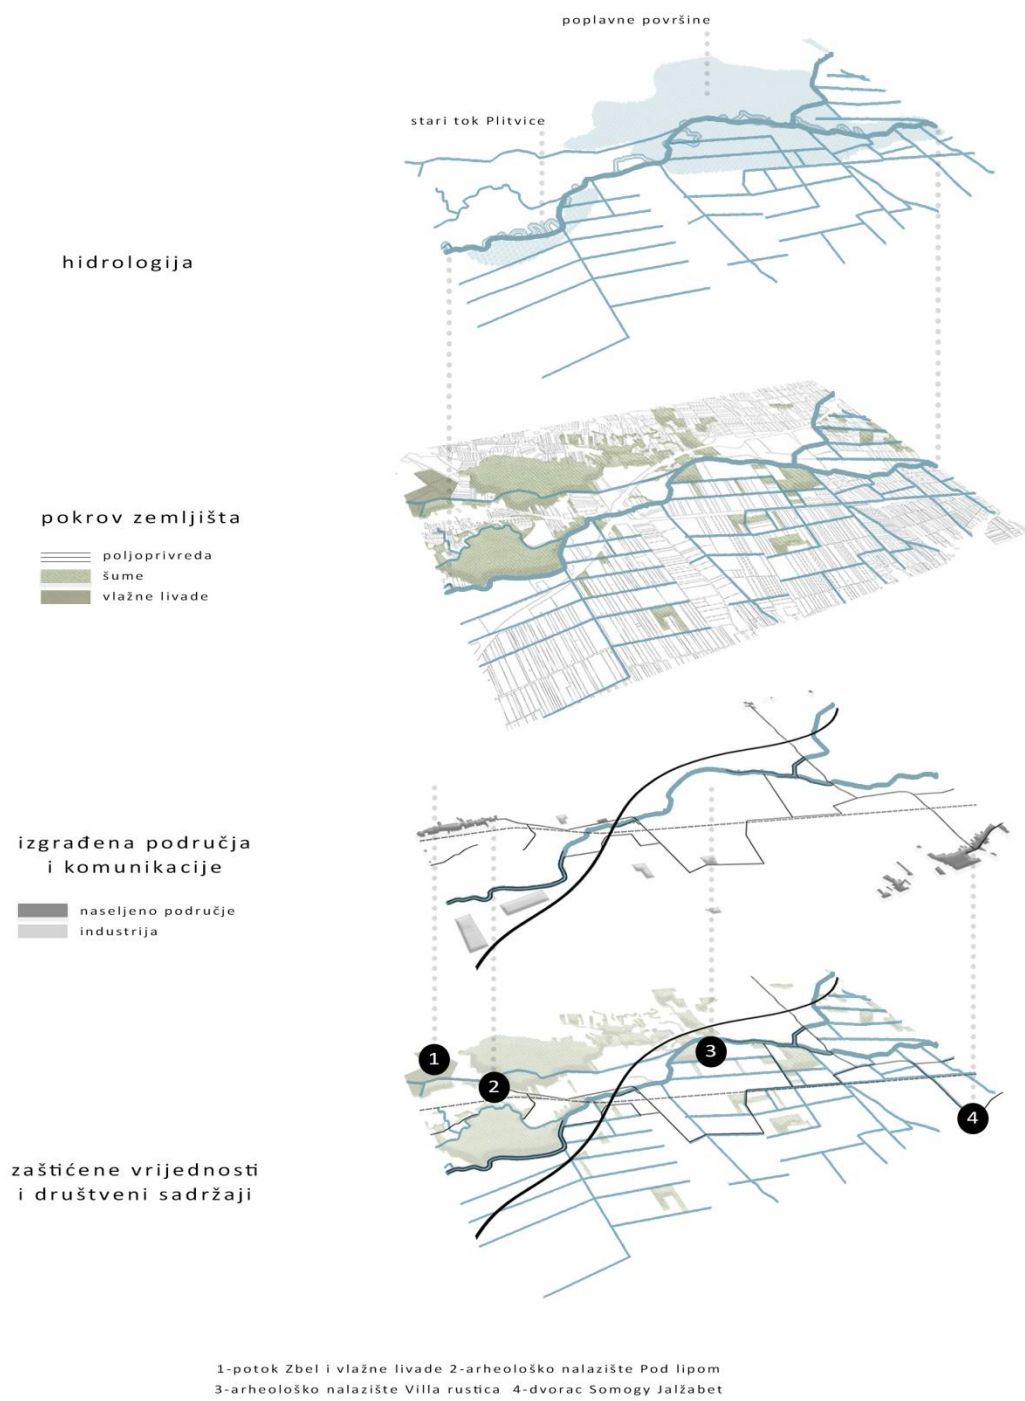 poplavne površine
stari tok Plitvice
hidrologija
pokrov zemljišta
poljoprivreda
šume
vlažne livade
izgrađena područja
i komunikacije
naseljeno područje
industrija
1
2
3
4
zaštićene vrijednosti
i društveni sadržaji
1-potok Zbel i vlažne livade 2-arheološko nalazište Pod lipom
3-arheološko nalazište Villa rustica 4-dvorac Somogy Jalžabet